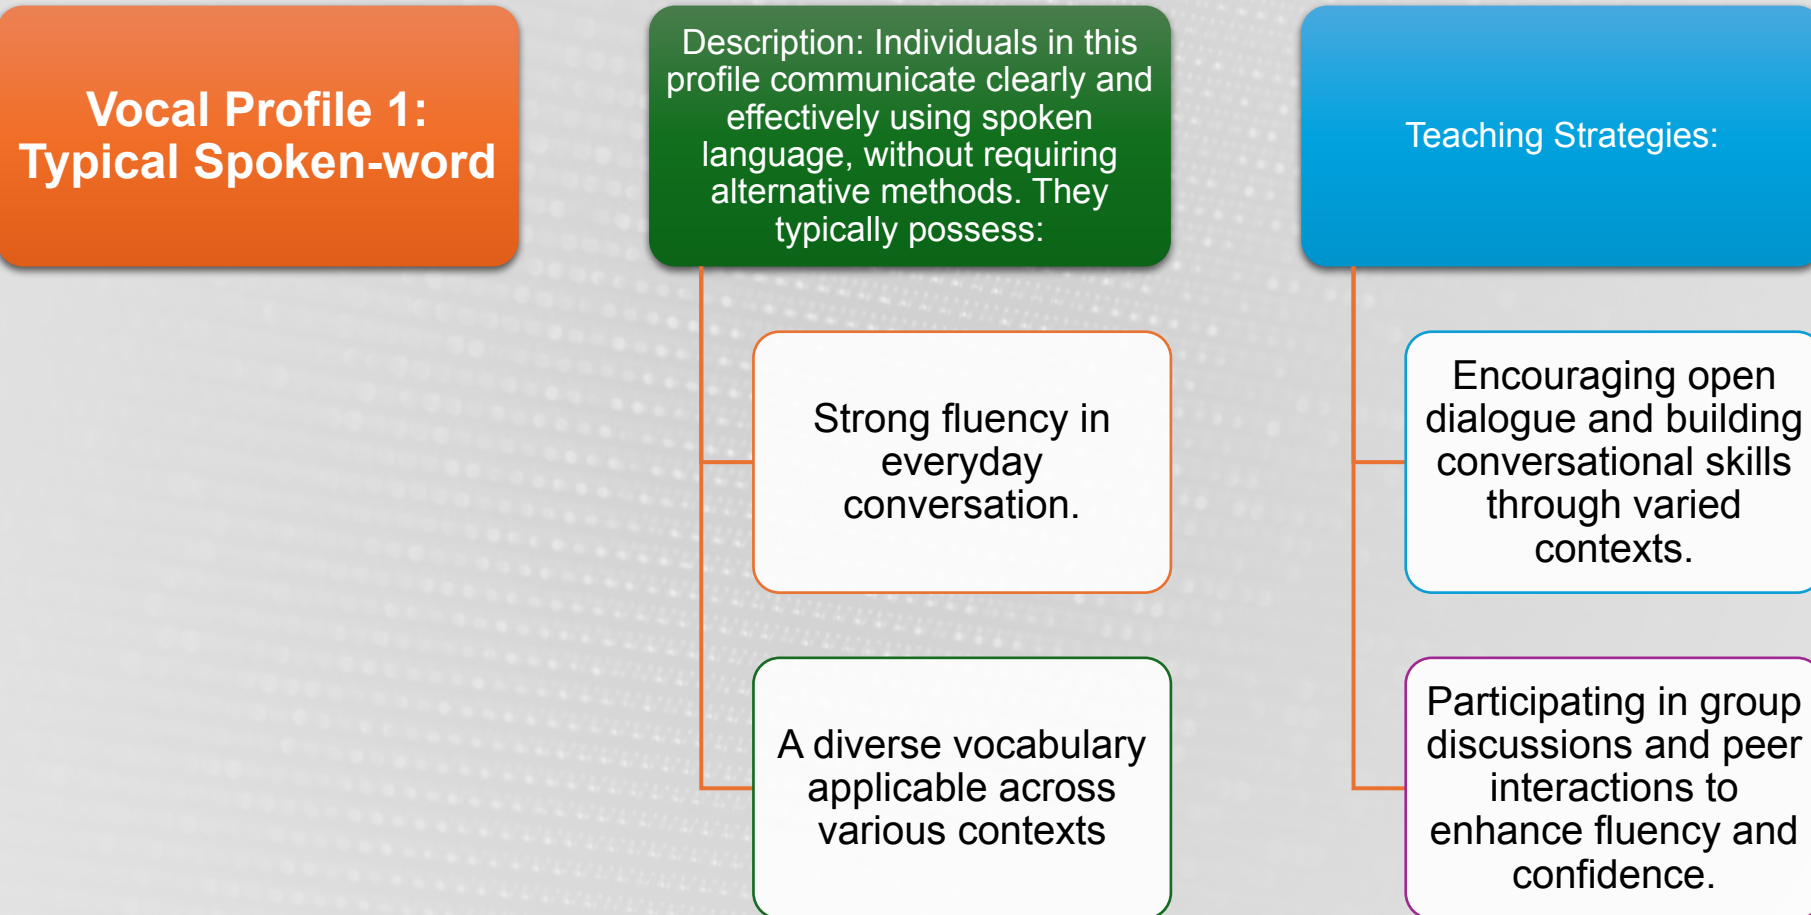 Vocal Profile 1:
Typical Spoken-word
Description: Individuals in this
profile communicate clearly and
effectively using spoken
language, without requiring
alternative methods. They
typically possess:
Strong fluency in
everyday
conversation.
A diverse vocabulary
applicable across
various contexts
Teaching Strategies:
Encouraging open
dialogue and building
conversational skills
through varied
contexts.
Participating in group
discussions and peer
interactions to
enhance fluency and
confidence.